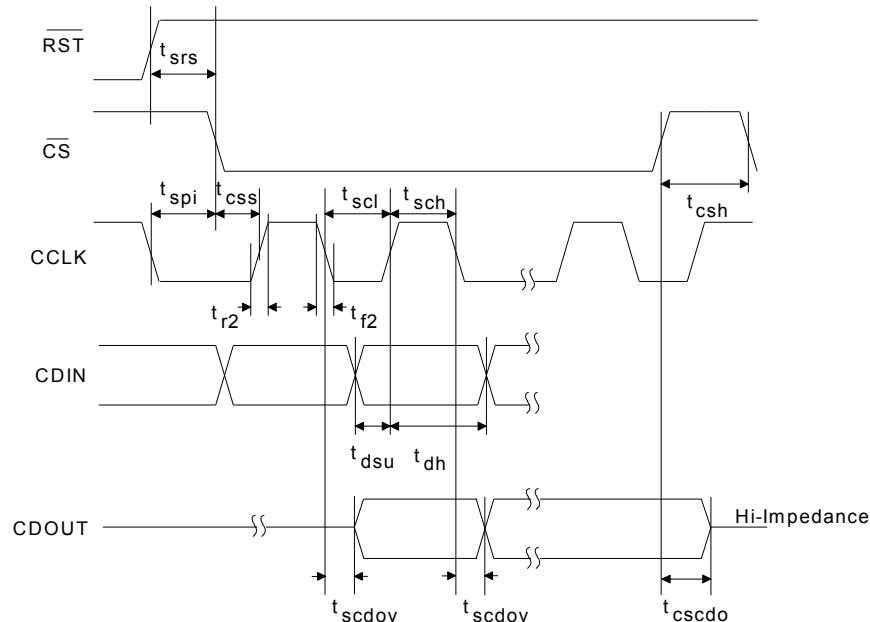 RST
t srs
CS
t spi
t css
t scl
t sch
t csh
CCLK
t r2
t f2
CDIN
t dsu
t dh
CDOUT
Hi-Impedance
t scdov
t scdov
t cscdo